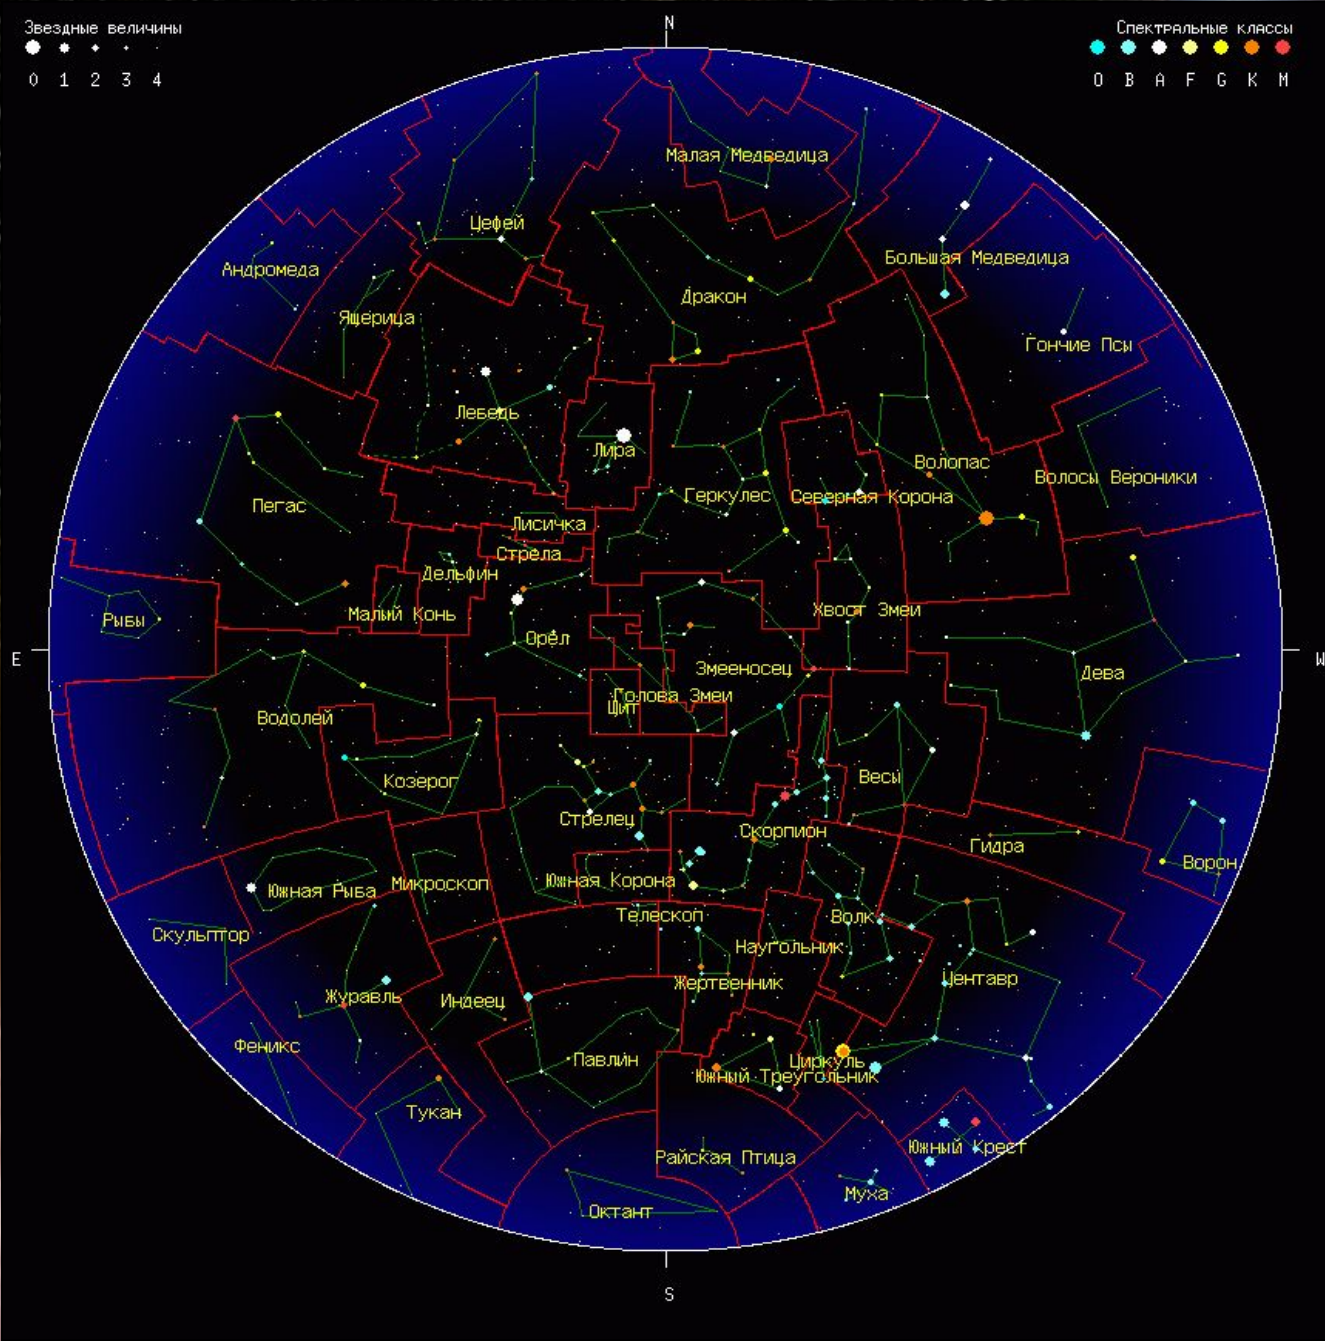 N
Звездные величины
Спектральные классы
0 1 2 3 4
O B A F G K M
Малая Медведица
Цефей
Большая Медведица
Андромеда
Дракон
Ящерица
Гончие Псы
Лебедь
Лира
Волопас
Волосы Вероники
Геркулес
Северная Корона
Пегас
Лисичка
Стрела
Дельфин
Малый Конь
Хвост Змеи
Рыбы
Орёл
E
W
Змееносец
Дева
Голова Змеи
Щит
Водолей
Козерог
Весы
Стрелец
Скорпион
Гидра
Ворон
Южная Рыба
Микроскоп
Южная Корона
Телескоп
Волк
Скульптор
Наугольник
Центавр
Жертвенник
Журавль
Индеец
Феникс
Павлин
Циркуль
Южный Треугольник
Тукан
Южный Крест
Райская Птица
Муха
Октант
S